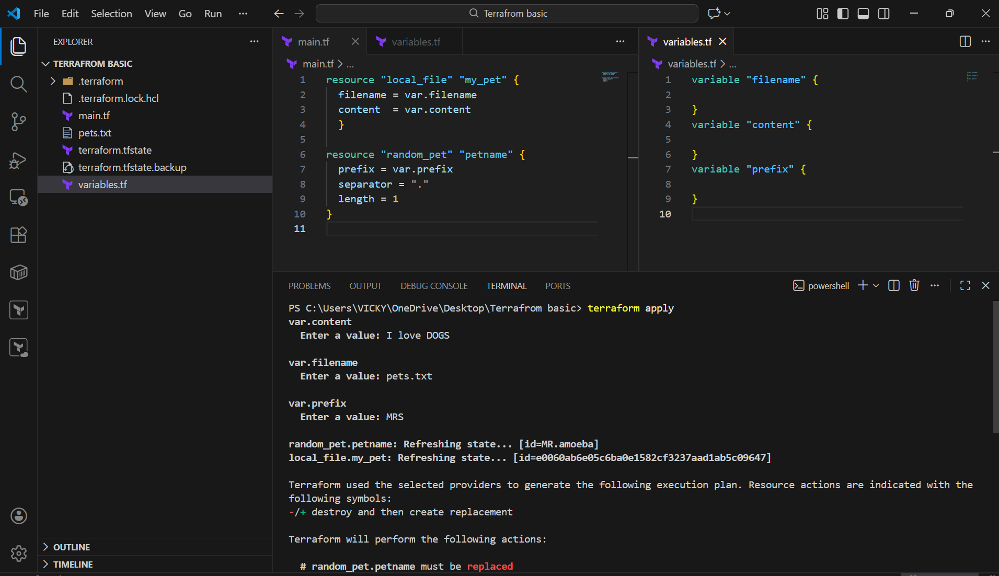 File Edit Selection View Go Run ...
Terrafrom basic
EXPLORER
TERRAFROM BASIC
.terraform
.terraform.lock.hcl
main.tf
pets.txt
terraform.tfstate
terraform.tfstate.backup
variables.tf
OUTLINE
TIMELINE
main.tf
variables.tf
main.tf > ...
1 resource "local_file" "my_pet" {
2 filename = var.filename
3 content  = var.content
4 }
5
6 resource "random_pet" "petname" {
7 prefix = var.prefix
8 separator = "."
9 length = 1
10 }
11
variables.tf
variables.tf > ...
1 variable "filename" {
2
3 }
4 variable "content" {
5
6 }
7 variable "prefix" {
8
9 }
10
PROBLEMS OUTPUT DEBUG CONSOLE TERMINAL PORTS
powershell
PS C:\Users\VICKY\OneDrive\Desktop\Terrafrom basic> terraform apply
var.content
Enter a value: I love DOGS
var.filename
Enter a value: pets.txt
var.prefix
Enter a value: MRS
random_pet.petname: Refreshing state... [id=MR.amoeba]
local_file.my_pet: Refreshing state... [id=e0060ab6e05c6ba0e1582cf3237aad1ab5c09647]
Terraform used the selected providers to generate the following execution plan. Resource actions are indicated with the
following symbols:
-/+ destroy and then create replacement
Terraform will perform the following actions:
# random_pet.petname must be replaced